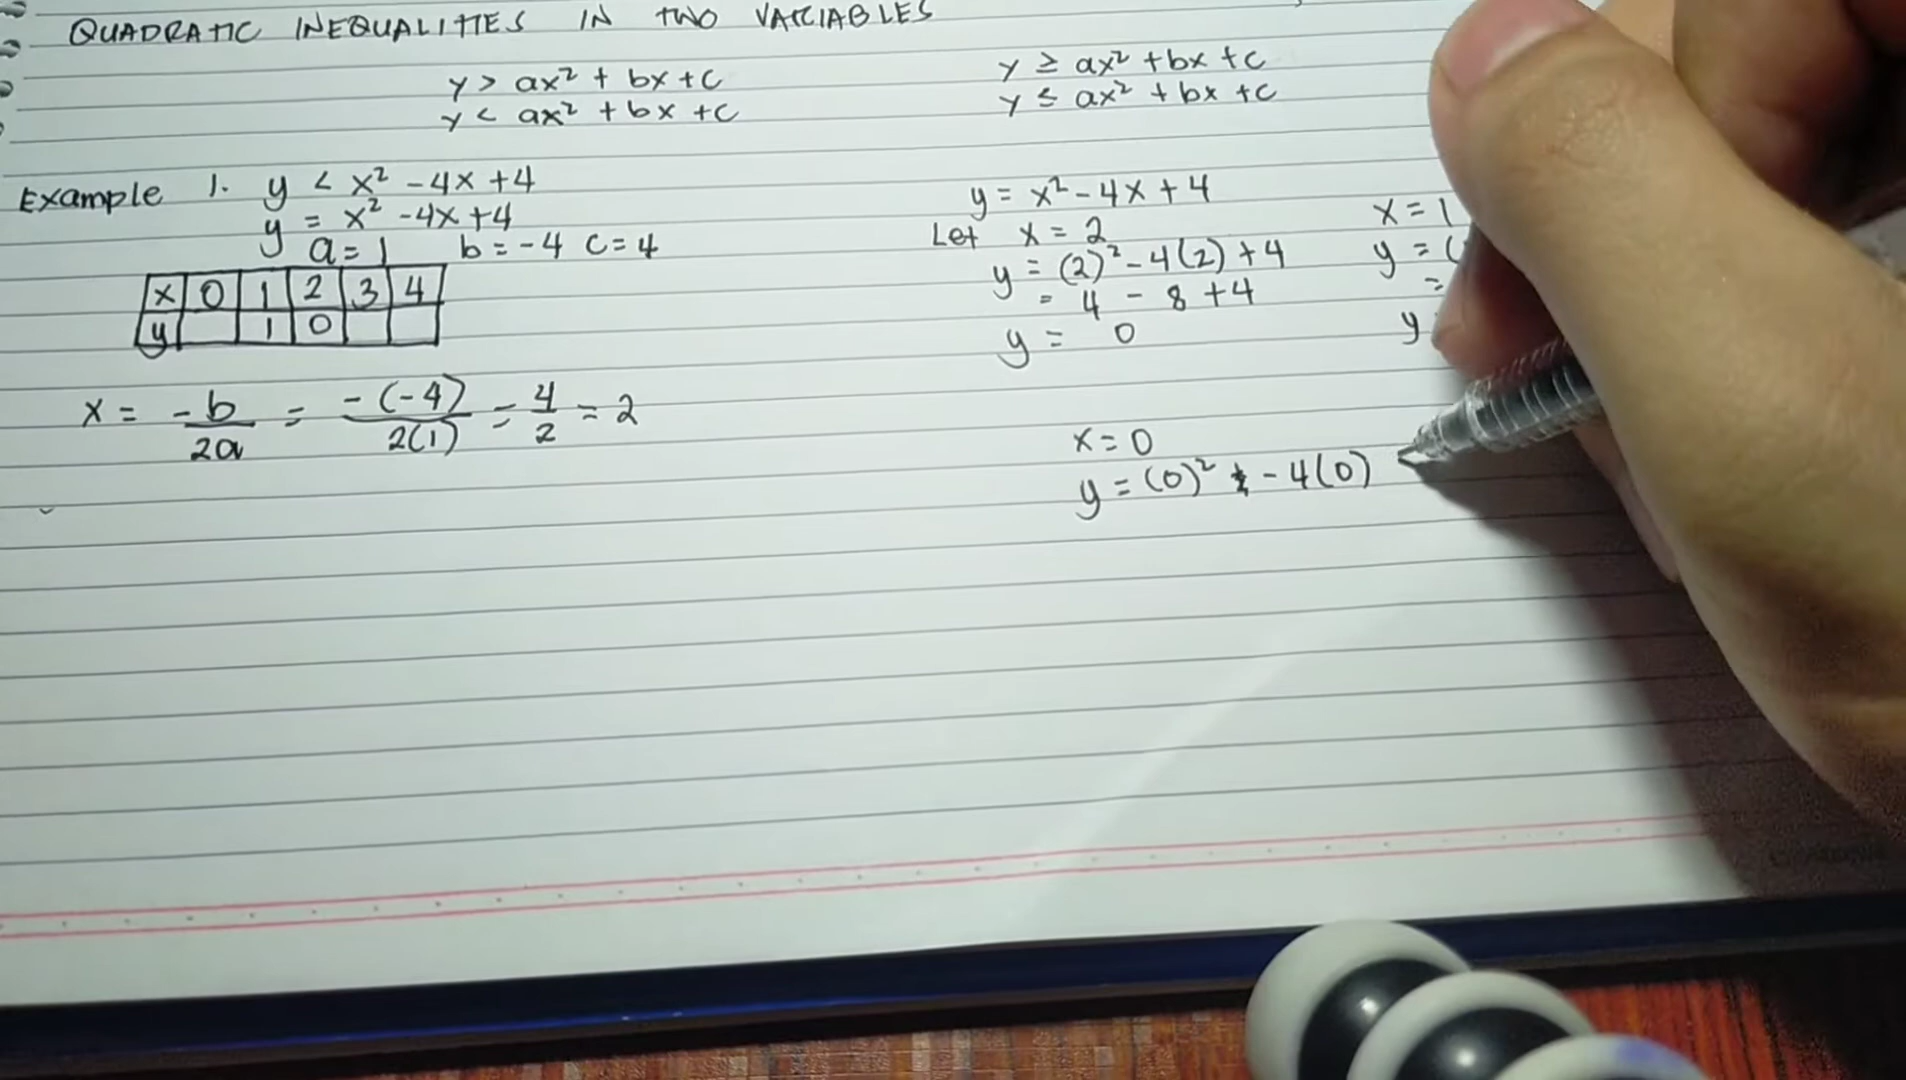 QUADRATIC INEQUALITIES IN TWO VARIABLES
y > ax² + bx + c
y < ax² + bx + c
y ≥ ax² + bx + c
y ≤ ax² + bx + c
Example 1. y < x² - 4x + 4
y = x² - 4x + 4
a = 1 b = -4 c = 4
x 0 1 2 3 4
y 1 0
x = -b/2a = -(-4)/2(1) = 4/2 = 2
y = x² - 4x + 4
Let x = 2
y = (2)² - 4(2) + 4
= 4 - 8 + 4
y = 0
x = 1
y = (
=
y
x = 0
y = (0)² - 4(0)